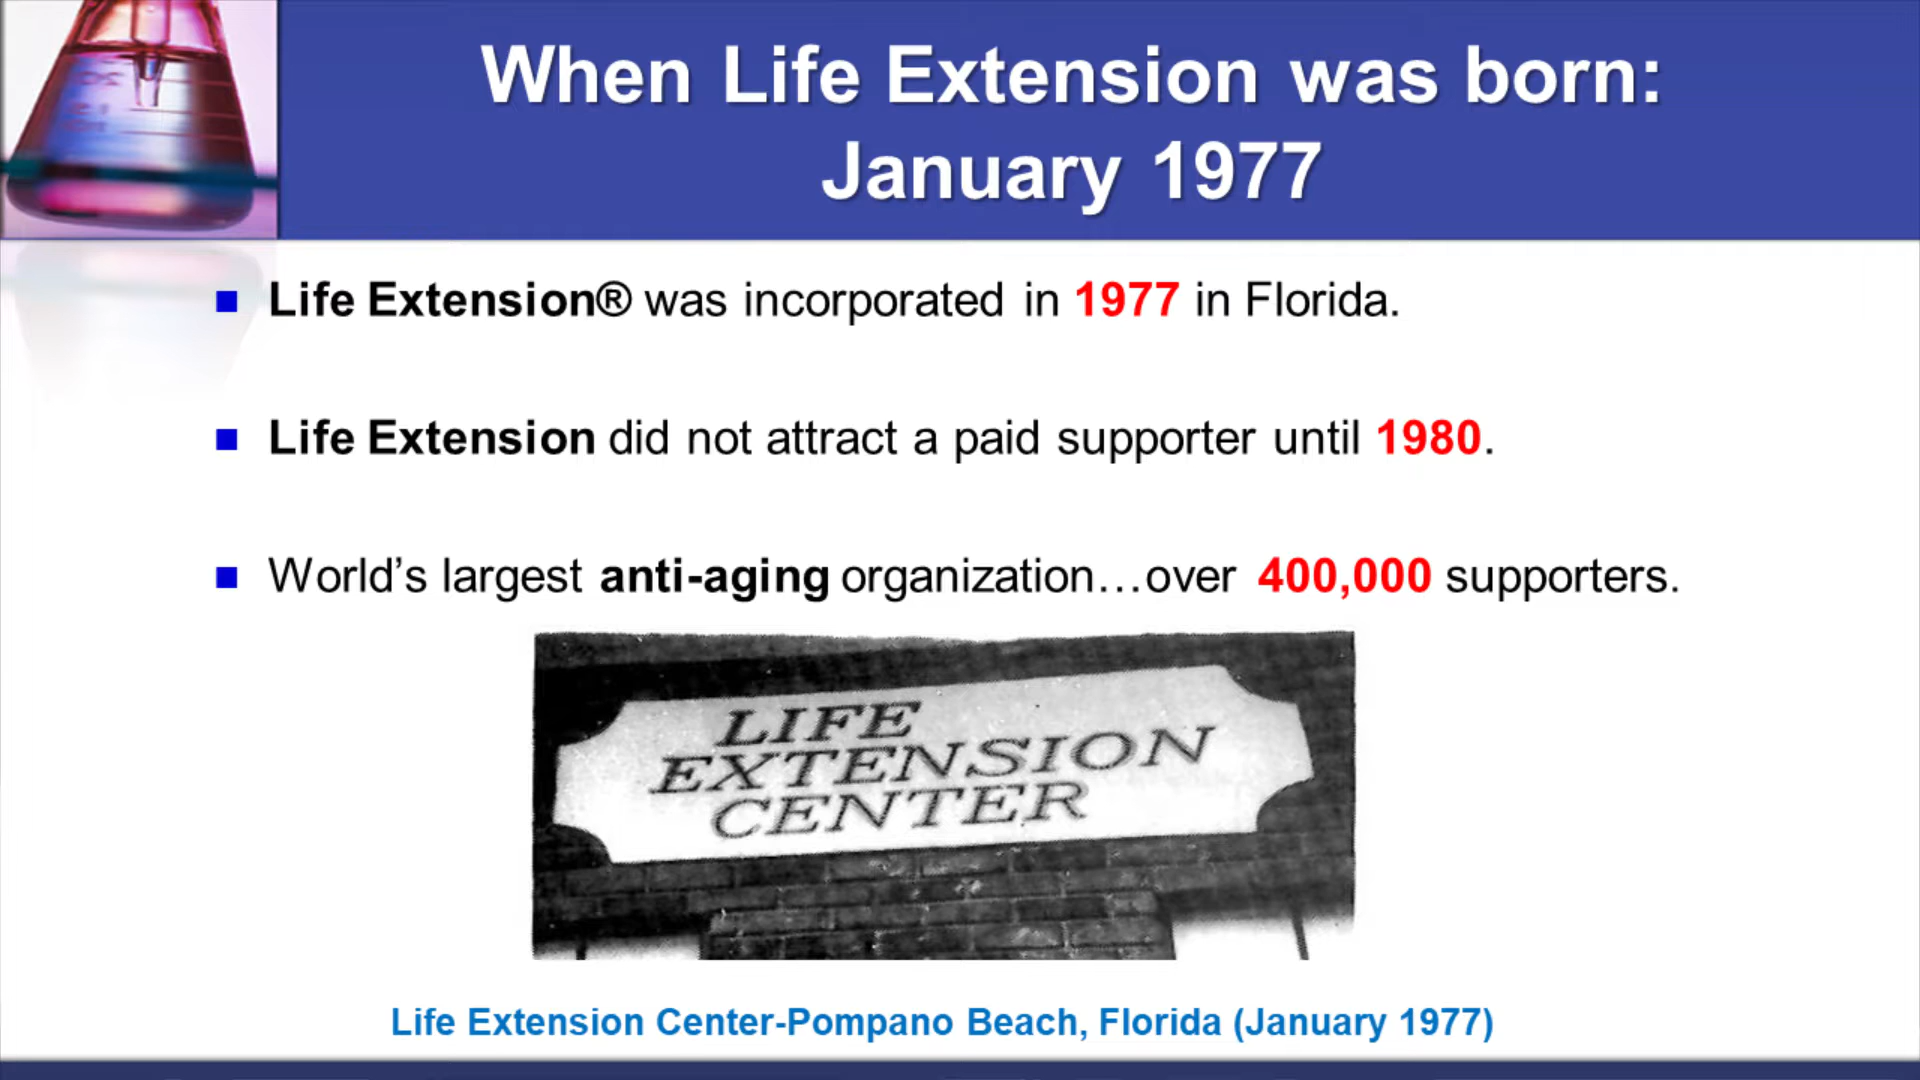 When Life Extension was born:
January 1977
Life Extension® was incorporated in 1977 in Florida.
Life Extension did not attract a paid supporter until 1980.
World’s largest anti-aging organization…over 400,000 supporters.
LIFE
EXTENSION
CENTER
Life Extension Center-Pompano Beach, Florida (January 1977)